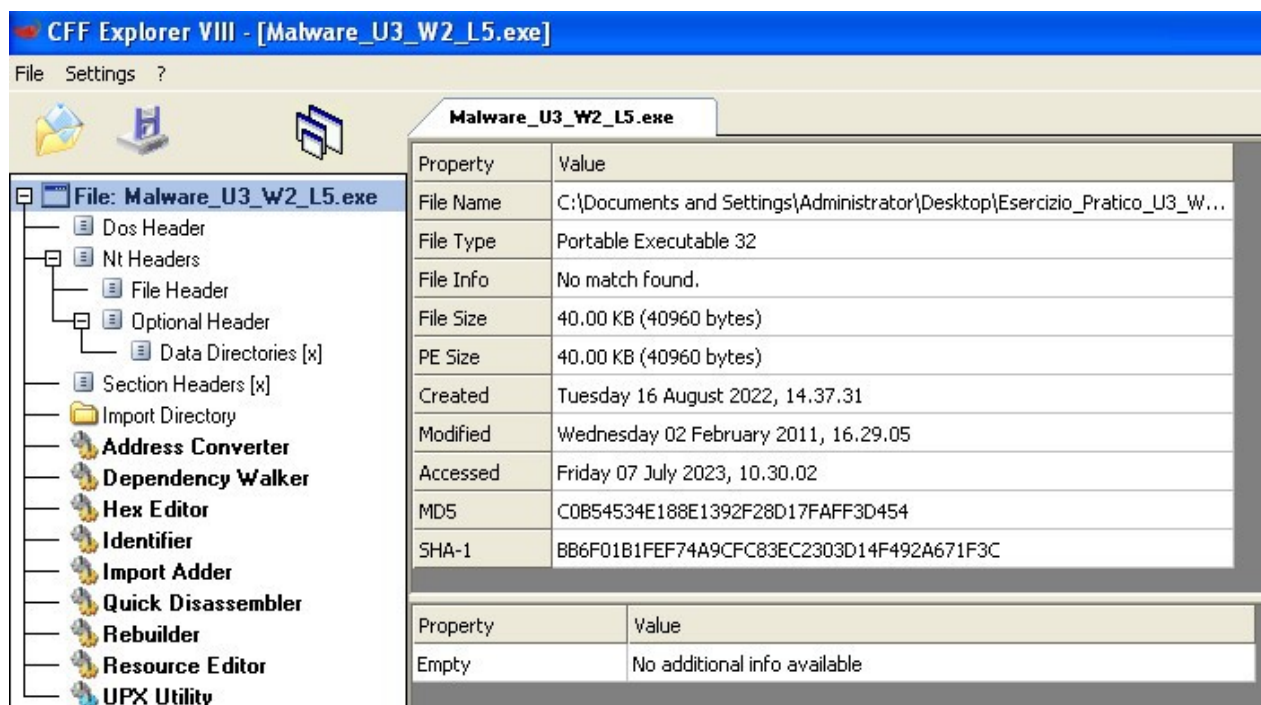 CFF Explorer VIII - [Malware_U3_W2_L5.exe]
File Settings ?
Malware_U3_W2_L5.exe
File: Malware_U3_W2_L5.exe
Dos Header
Nt Headers
File Header
Optional Header
Data Directories [x]
Section Headers [x]
Import Directory
Address Converter
Dependency Walker
Hex Editor
Identifier
Import Adder
Quick Disassembler
Rebuilder
Resource Editor
UPX Utility
Property Value
File Name C:\Documents and Settings\Administrator\Desktop\Esercizio_Pratico_U3_W...
File Type Portable Executable 32
File Info No match found.
File Size 40.00 KB (40960 bytes)
PE Size 40.00 KB (40960 bytes)
Created Tuesday 16 August 2022, 14.37.31
Modified Wednesday 02 February 2011, 16.29.05
Accessed Friday 07 July 2023, 10.30.02
MD5 C0B54534E188E1392F28D17FAFF3D454
SHA-1 BB6F01B1FEF74A9CFC83EC2303D14F492A671F3C
Property Value
Empty No additional info available